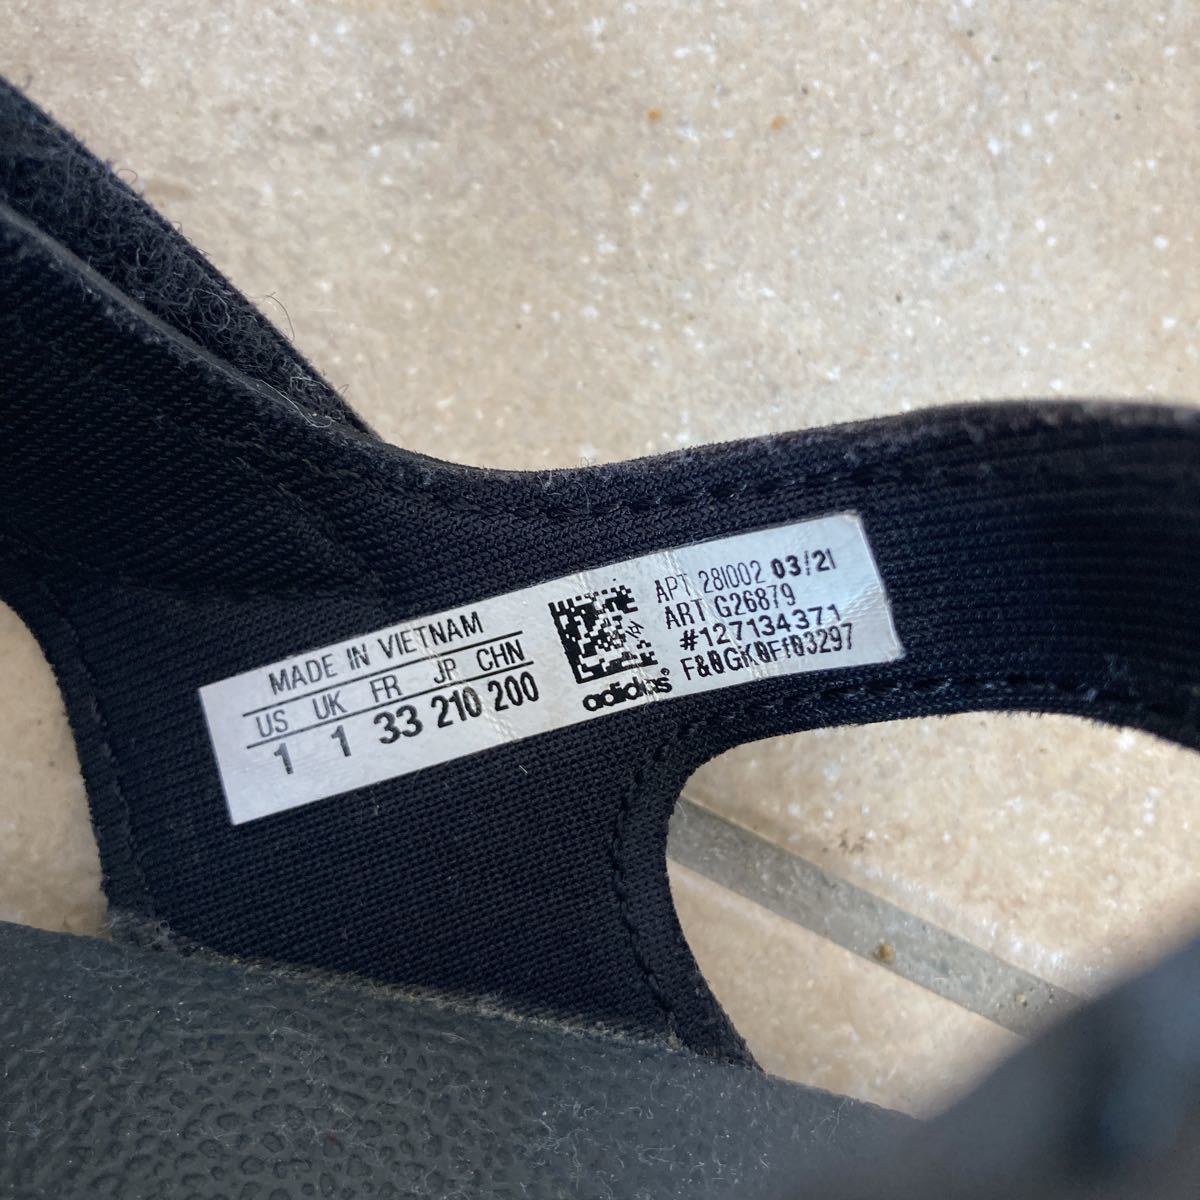 MADE IN VIETNAM
US UK FR JP CHN
1 1 33 210 200
adidas®
APT 28I002 03/21
ART G26879
#127134371